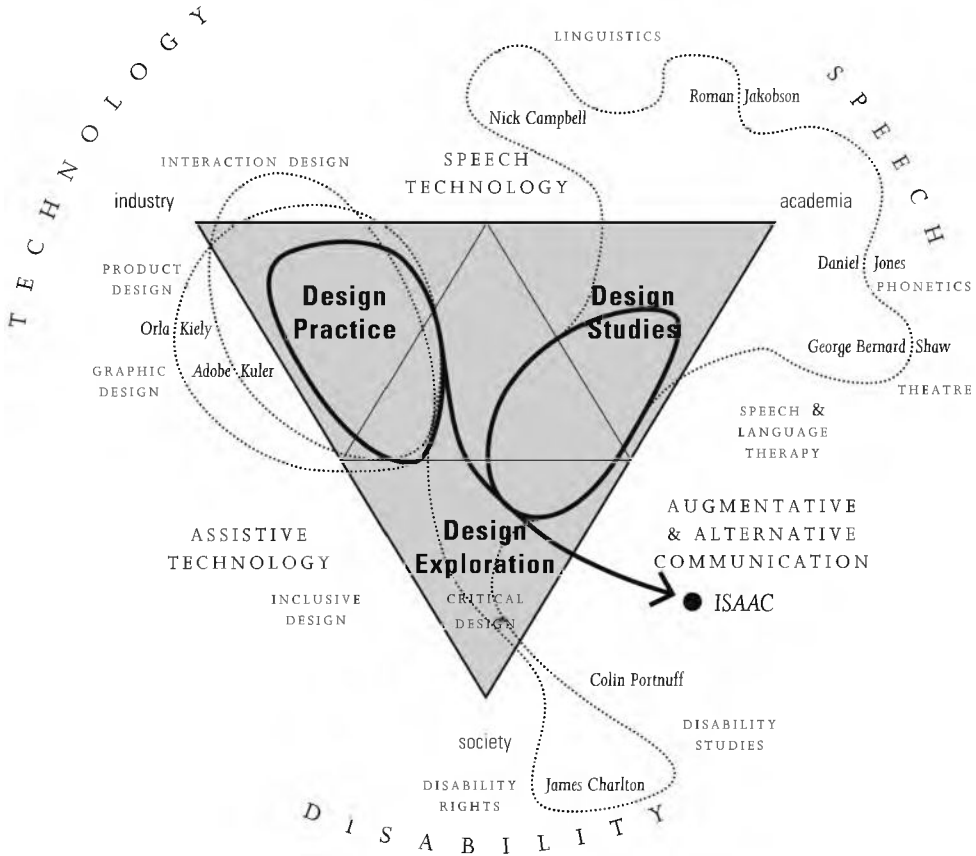 TECHNOLOGY
SPEECH
LINGUISTICS
Roman Jakobson
Nick Campbell
INTERACTION DESIGN
SPEECH
TECHNOLOGY
industry
academia
Daniel Jones
PHONETICS
PRODUCT
DESIGN
Design
Practice
Design
Studies
Orla Kiely
George Bernard Shaw
GRAPHIC
DESIGN
Adobe Kuler
THEATRE
SPEECH &
LANGUAGE
THERAPY
AUGMENTATIVE
& ALTERNATIVE
COMMUNICATION
ASSISTIVE
TECHNOLOGY
Design
Exploration
INCLUSIVE
DESIGN
CRITICAL
DESIGN
ISAAC
Colin Portnuff
DISABILITY
STUDIES
society
DISABILITY
RIGHTS
James Charlton
DISABILITY